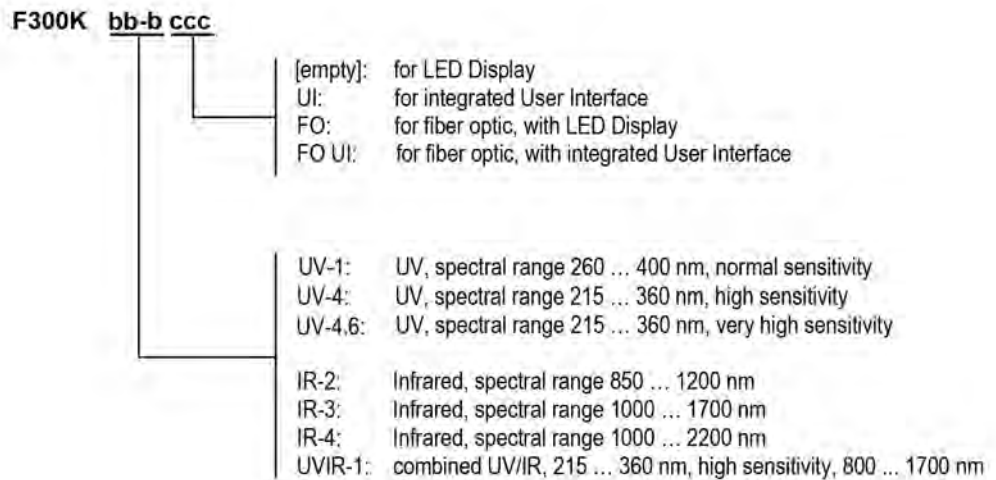 F300K bb-b ccc
[empty]: for LED Display
UI: for integrated User Interface
FO: for fiber optic, with LED Display
FO UI: for fiber optic, with integrated User Interface
UV-1: UV, spectral range 260 … 400 nm, normal sensitivity
UV-4: UV, spectral range 215 … 360 nm, high sensitivity
UV-4.6: UV, spectral range 215 … 360 nm, very high sensitivity
IR-2: Infrared, spectral range 850 … 1200 nm
IR-3: Infrared, spectral range 1000 … 1700 nm
IR-4: Infrared, spectral range 1000 … 2200 nm
UVIR-1: combined UV/IR, 215 … 360 nm, high sensitivity, 800 … 1700 nm